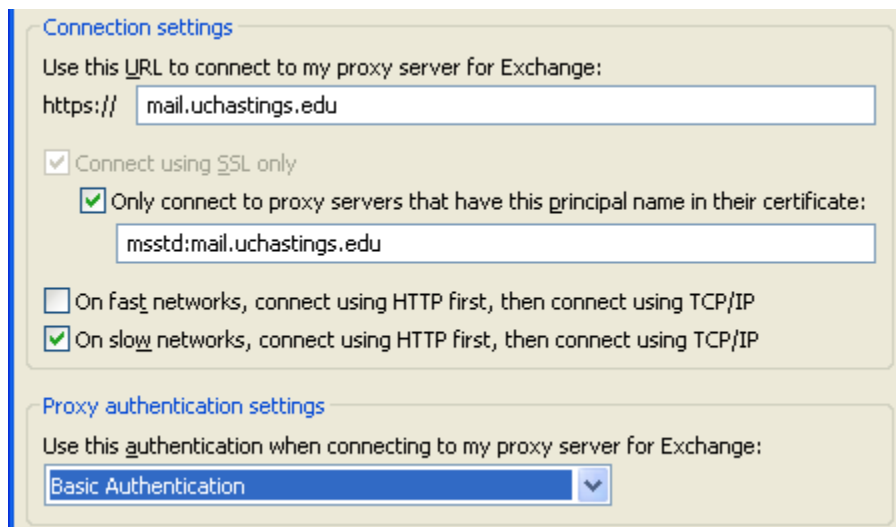 Connection settings
Use this URL to connect to my proxy server for Exchange:
https:// mail.uchastings.edu
Connect using SSL only
Only connect to proxy servers that have this principal name in their certificate:
msstd:mail.uchastings.edu
On fast networks, connect using HTTP first, then connect using TCP/IP
On slow networks, connect using HTTP first, then connect using TCP/IP
Proxy authentication settings
Use this authentication when connecting to my proxy server for Exchange:
Basic Authentication